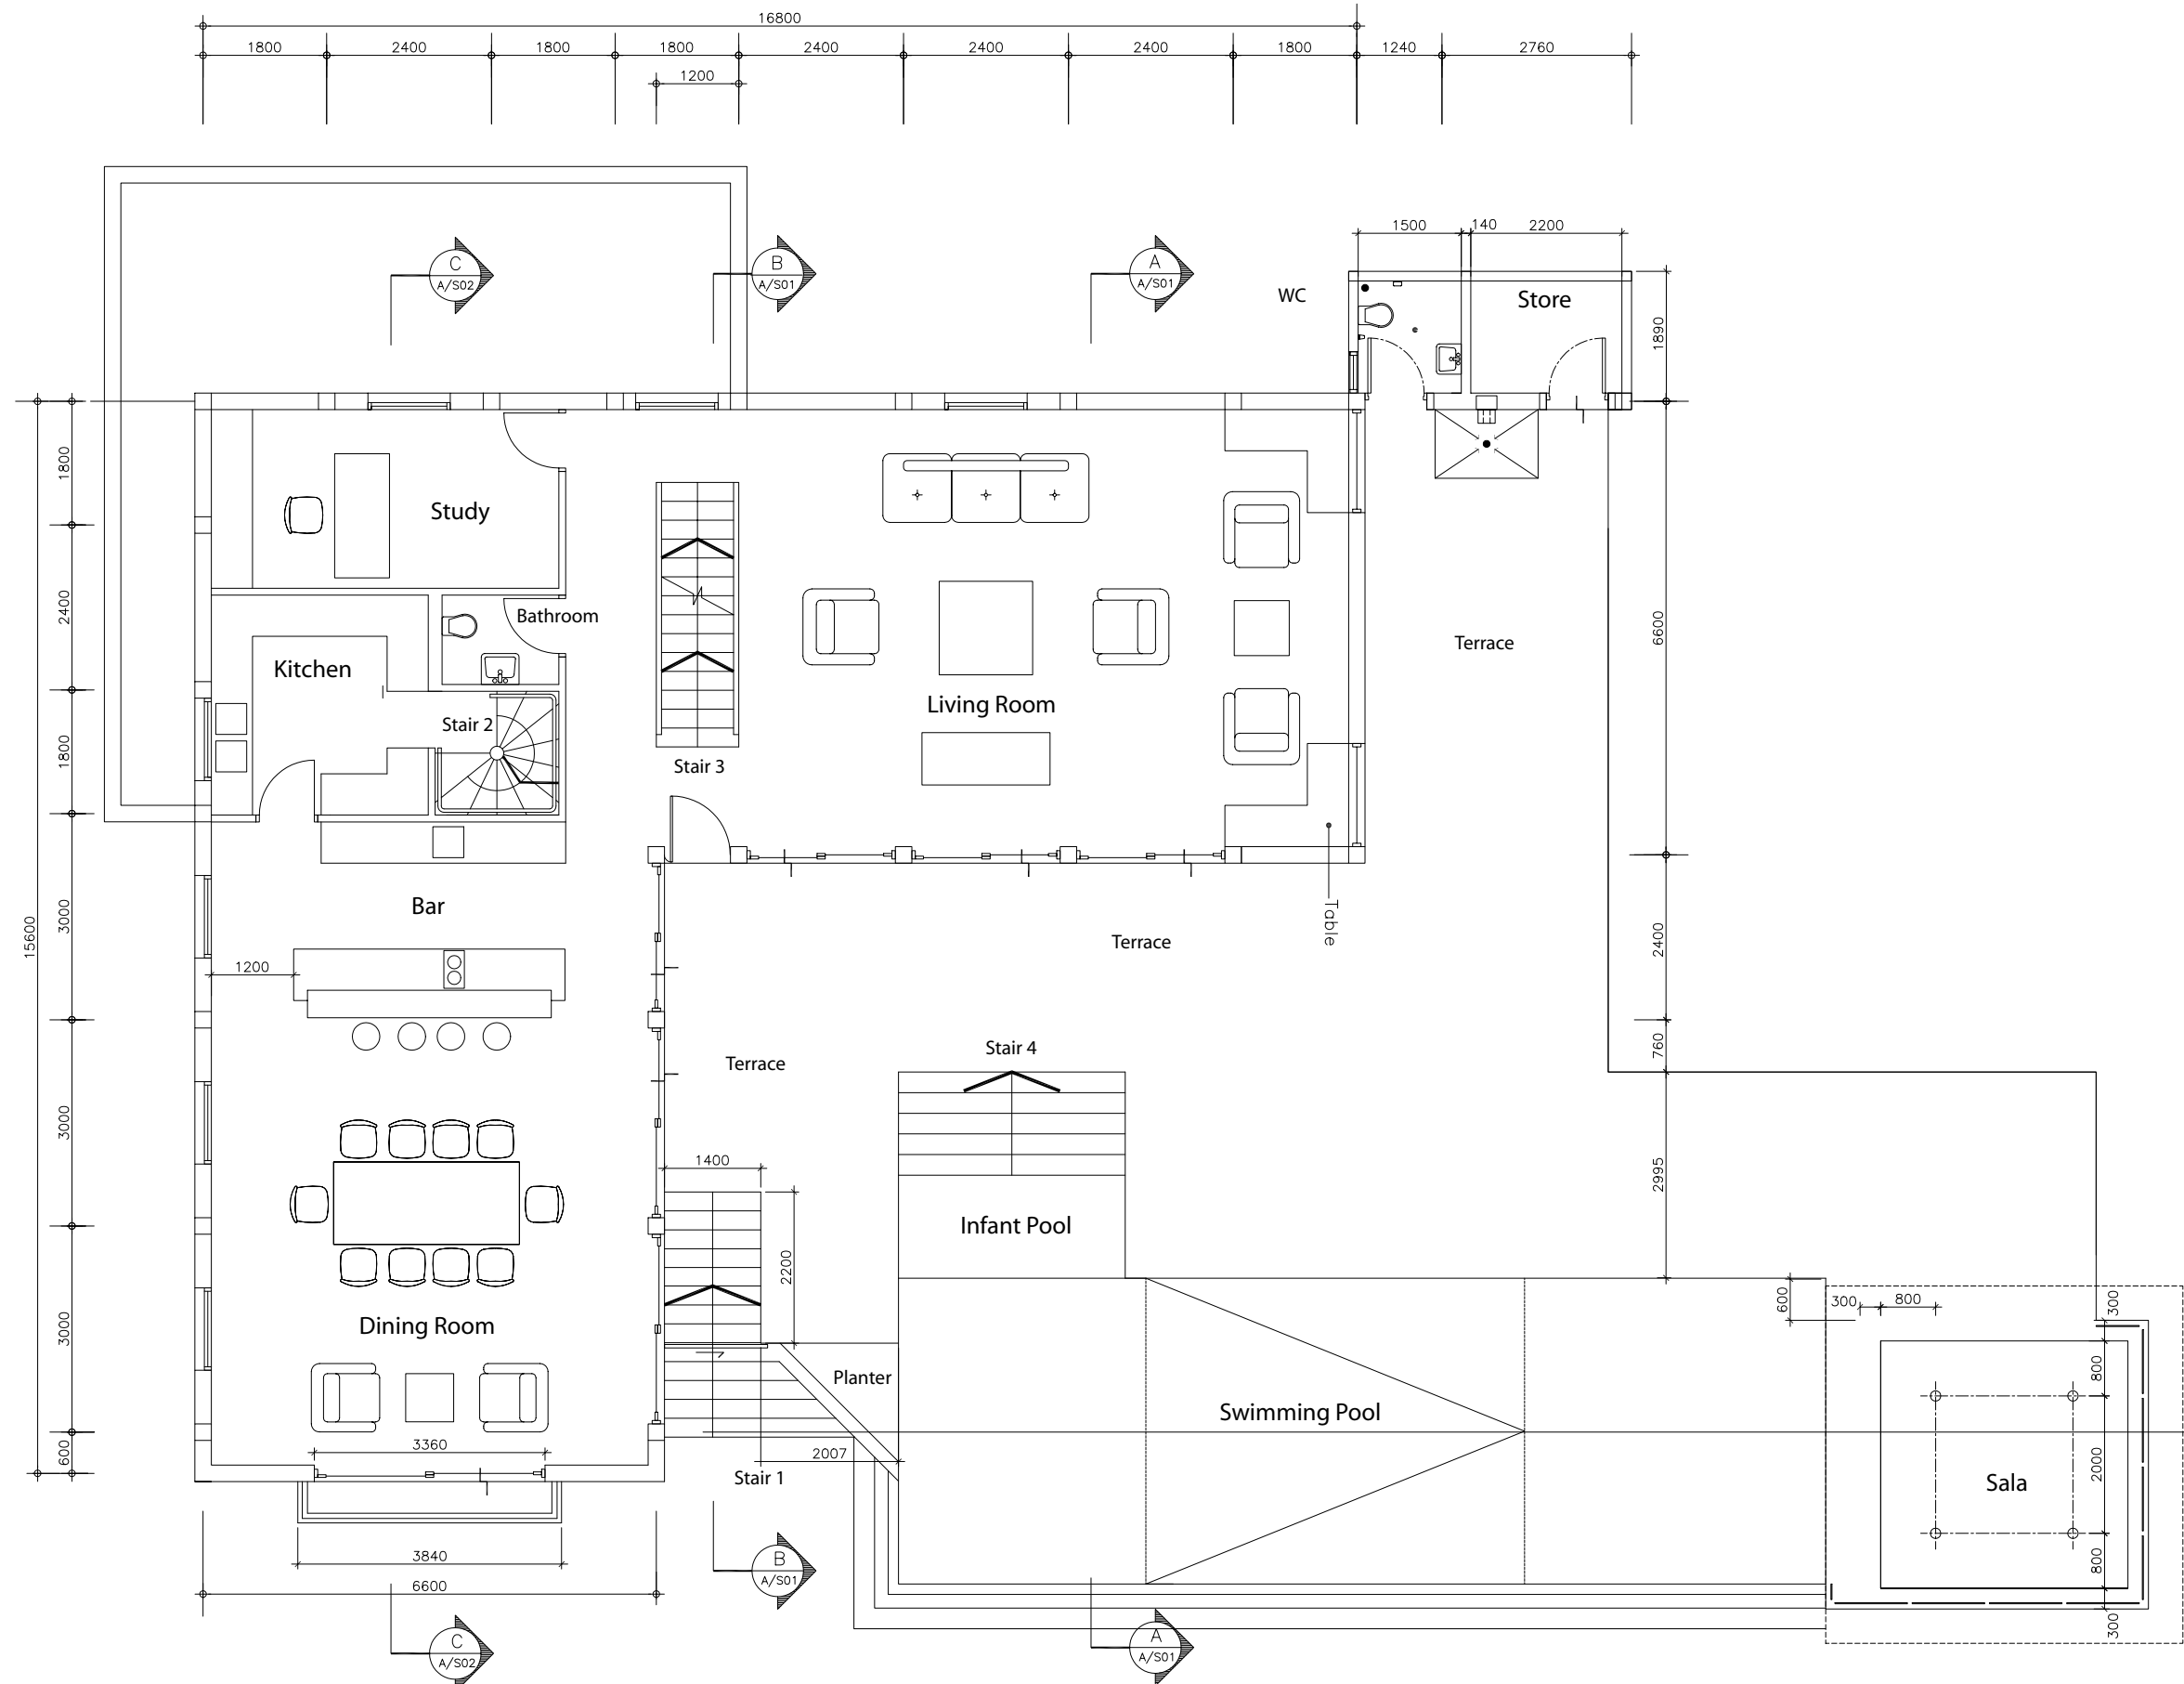 16800
1800 2400 1800 1800 2400 2400 2400 1800 1240 2760
1200
1500 140 2200
C
A/S02
B
A/S01
A
A/S01
WC
Store
1890
1800
2400
1800
3000
3000
3000
600
15600
Study
Bathroom
Kitchen
Stair 2
Stair 3
Living Room
Terrace
6600
2400
760
2995
Bar
1200
Table
Terrace
Terrace
Stair 4
1400
2200
Infant Pool
Dining Room
Planter
Swimming Pool
600
300 800
300
800
2000
800
300
Sala
3360
2007
Stair 1
3840
6600
B
A/S01
C
A/S02
A
A/S01